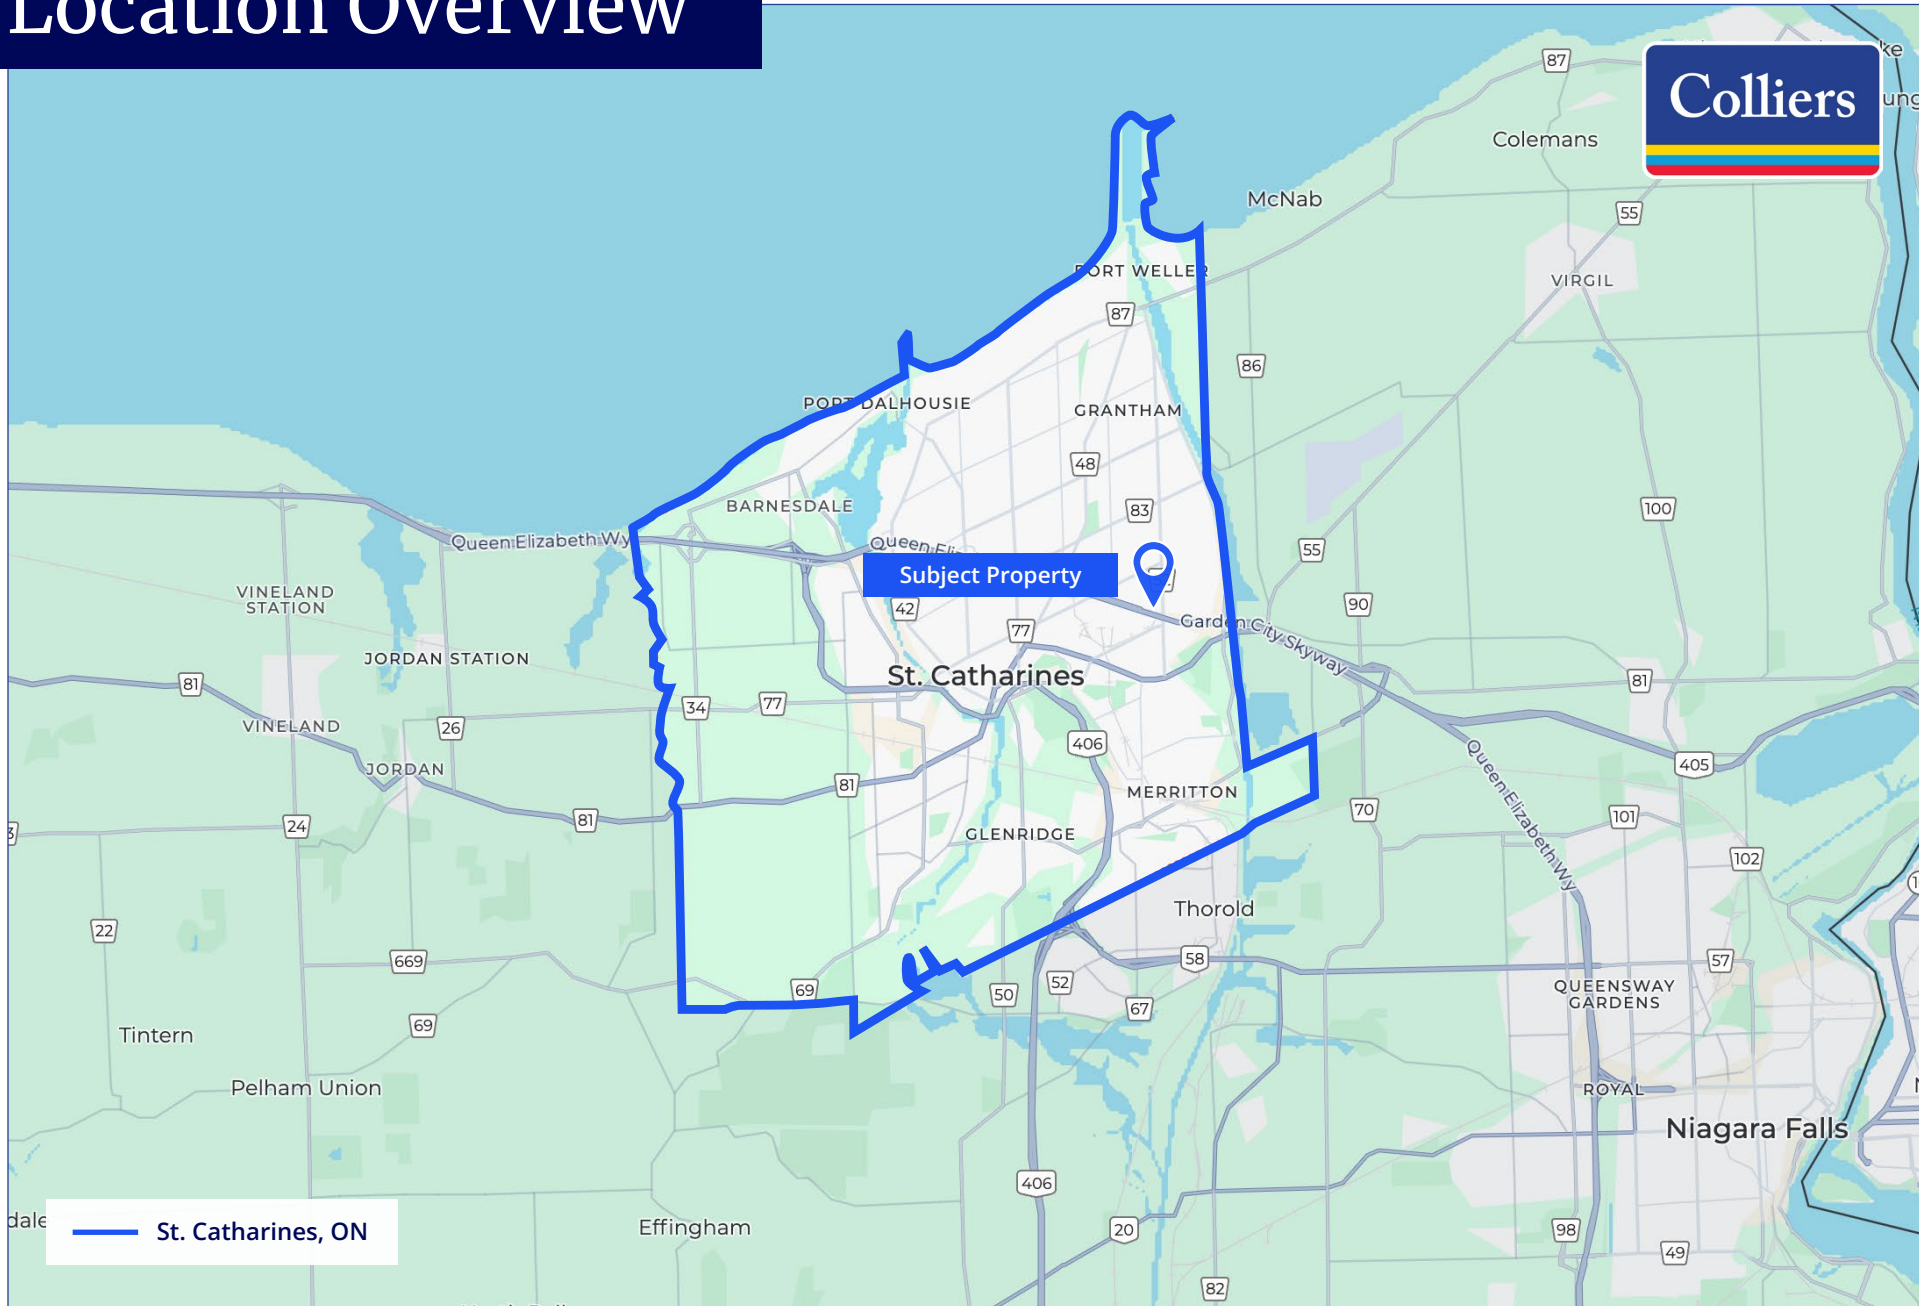 Location Overview
Colliers
87
Colemans
McNab
55
PORT WELLER
VIRGIL
87
86
PORT DALHOUSIE
GRANTHAM
48
BARNESDALE
83
100
Queen Elizabeth Wy
55
Subject Property
VINELAND
STATION
42
90
77
Garden City Skyway
JORDAN STATION
St. Catharines
81
81
34
77
VINELAND
26
406
Queen Elizabeth Wy
405
JORDAN
81
MERRITTON
81
24
GLENRIDGE
70
101
102
Thorold
22
669
58
57
69
50
52
67
QUEENSWAY
GARDENS
Tintern
69
Pelham Union
ROYAL
Niagara Falls
406
St. Catharines, ON
Effingham
20
98
49
82